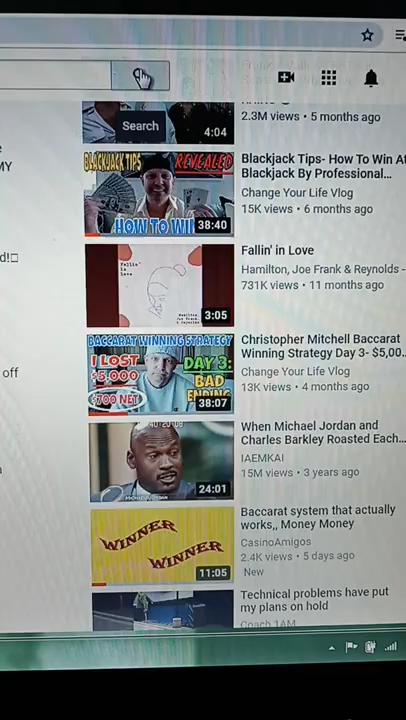 Search
4:04
2.3M views • 5 months ago
MY
BLACKJACK TIPS REVEALED
HOW TO WI
38:40
Blackjack Tips- How To Win At
Blackjack By Professional...
Change Your Life Vlog
15K views • 6 months ago
d!
Fallin'
in
Love
3:05
Fallin' in Love
Hamilton, Joe Frank & Reynolds -
731K views • 11 months ago
BACCARAT WINNING STRATEGY
I LOST
$5,000
$700 NET
DAY 3:
BAD
ENDING
38:07
Christopher Mitchell Baccarat
Winning Strategy Day 3- $5,00...
Change Your Life Vlog
13K views • 4 months ago
off
MICHAEL JORDAN
24:01
When Michael Jordan and
Charles Barkley Roasted Each...
IAEMKAI
15M views • 3 years ago
WINNER
WINNER
11:05
Baccarat system that actually
works,, Money Money
CasinoAmigos
2.4K views • 5 days ago
New
Technical problems have put
my plans on hold
Coach 1AM